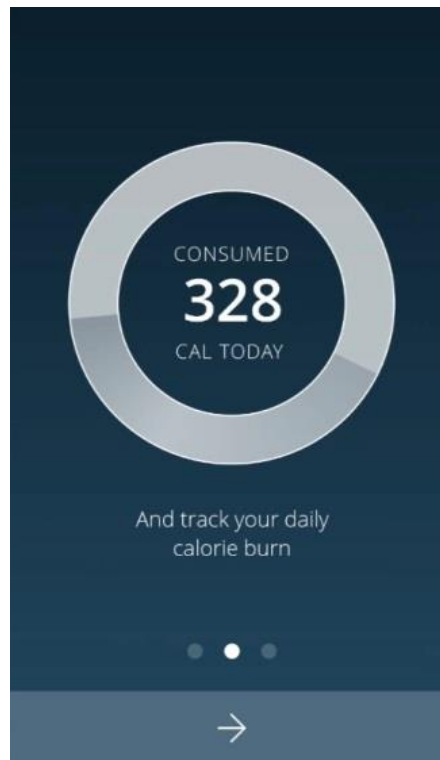 CONSUMED
328
CAL TODAY
And track your daily
calorie burn